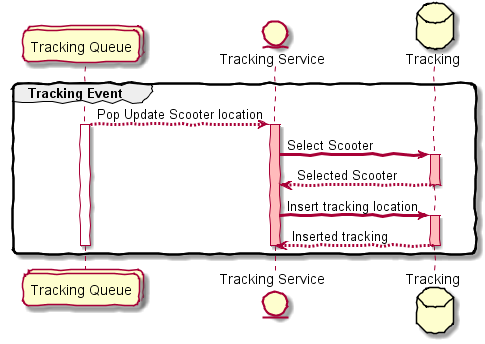 Tracking Queue
Tracking Service
Tracking
Tracking Event
Pop Update Scooter location
Select Scooter
Selected Scooter
Insert tracking location
Inserted tracking
Tracking Queue
Tracking Service
Tracking